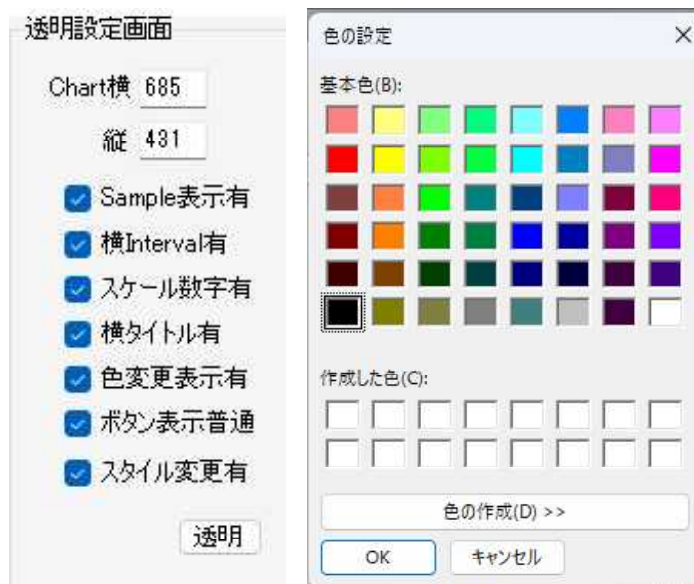 透明設定画面
Chart横 685
縦 431
Sample表示有
横Interval有
スケール数字有
横タイトル有
色変更表示有
ボタン表示普通
スタイル変更有
透明
色の設定
基本色(B):
作成した色(C):
色の作成(D) >>
OK キャンセル